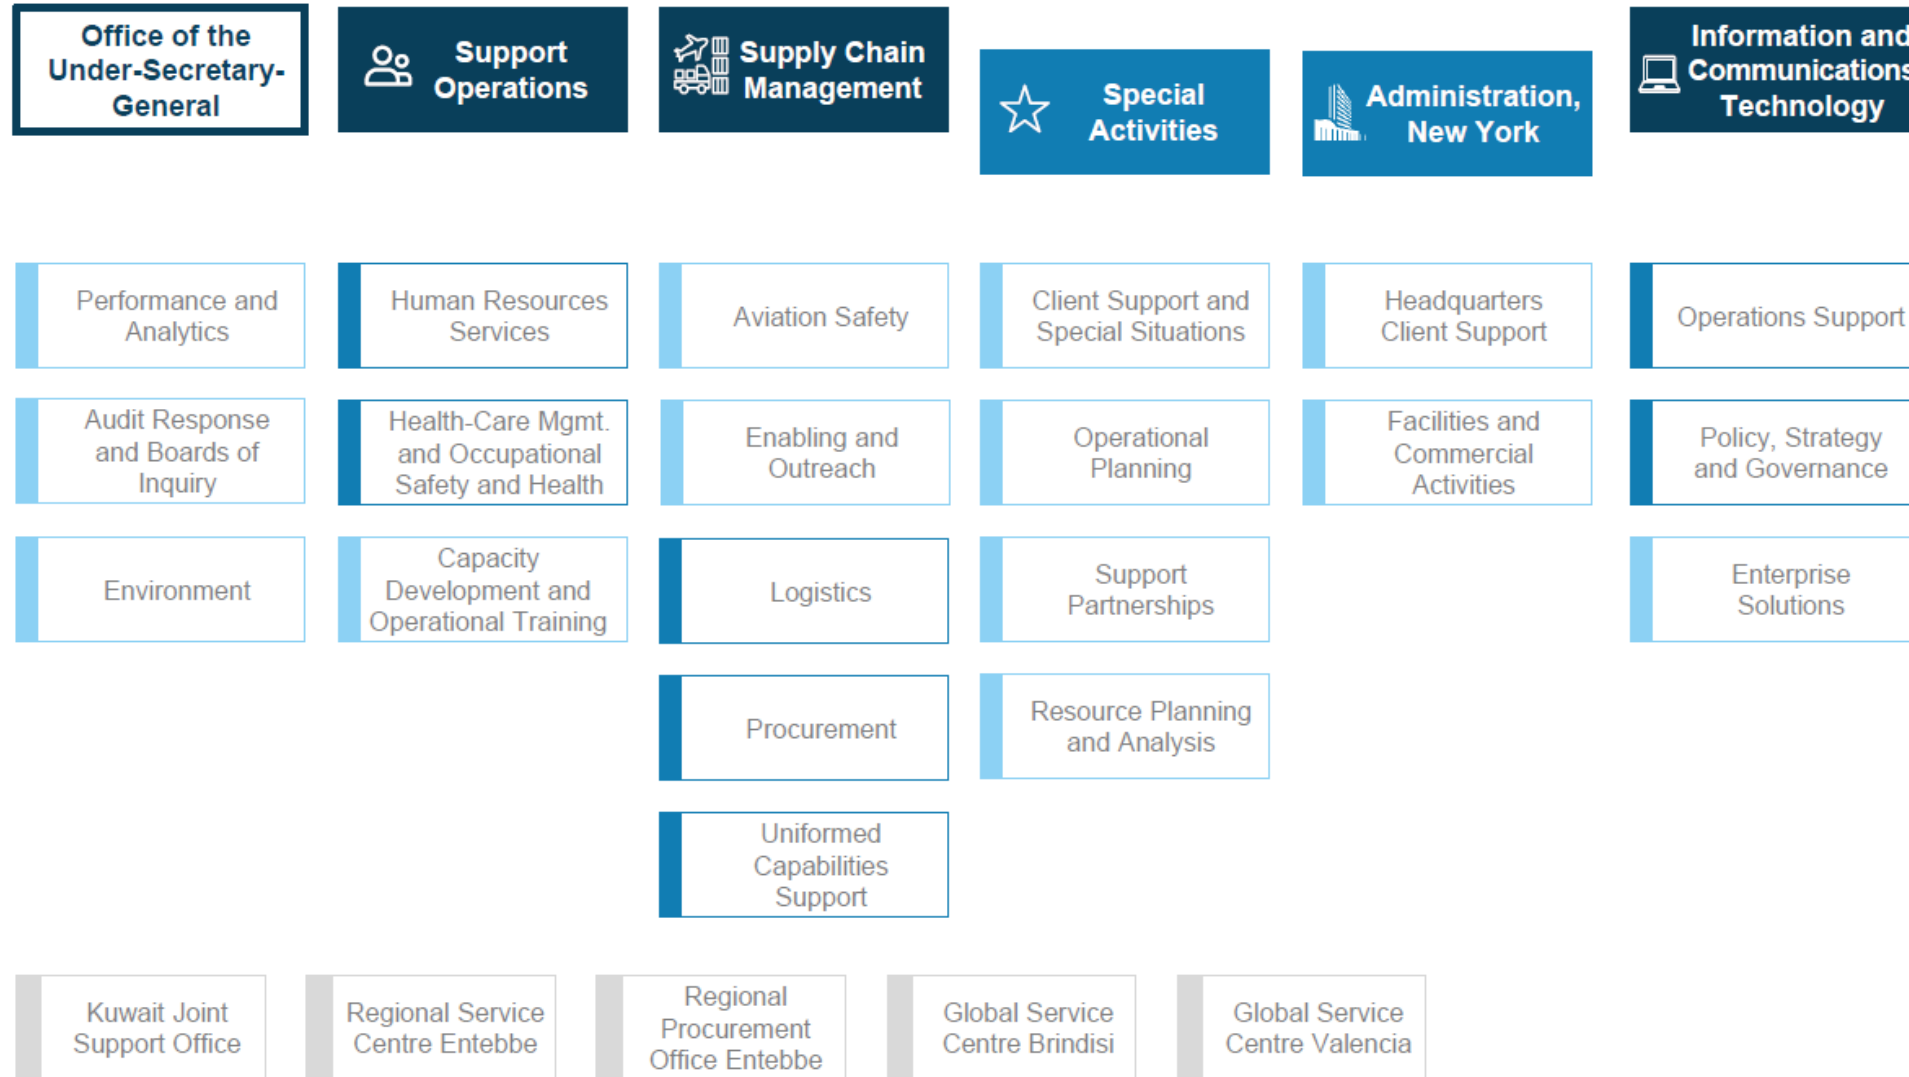 Office of the
Under-Secretary-
General
Support
Operations
Supply Chain
Management
Special
Activities
Administration,
New York
Information and
Communications
Technology
Performance and
Analytics
Audit Response
and Boards of
Inquiry
Environment
Human Resources
Services
Health-Care Mgmt.
and Occupational
Safety and Health
Capacity
Development and
Operational Training
Aviation Safety
Enabling and
Outreach
Logistics
Procurement
Uniformed
Capabilities
Support
Client Support and
Special Situations
Operational
Planning
Support
Partnerships
Resource Planning
and Analysis
Headquarters
Client Support
Facilities and
Commercial
Activities
Operations Support
Policy, Strategy
and Governance
Enterprise
Solutions
Kuwait Joint
Support Office
Regional Service
Centre Entebbe
Regional
Procurement
Office Entebbe
Global Service
Centre Brindisi
Global Service
Centre Valencia